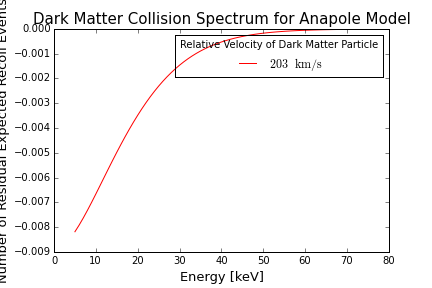 Dark Matter Collision Spectrum for Anapole Model
Number of Residual Expected Recoil Events
0.000
−0.001
−0.002
−0.003
−0.004
−0.005
−0.006
−0.007
−0.008
−0.009
Relative Velocity of Dark Matter Particle
203 km/s
0 10 20 30 40 50 60 70 80
Energy [keV]